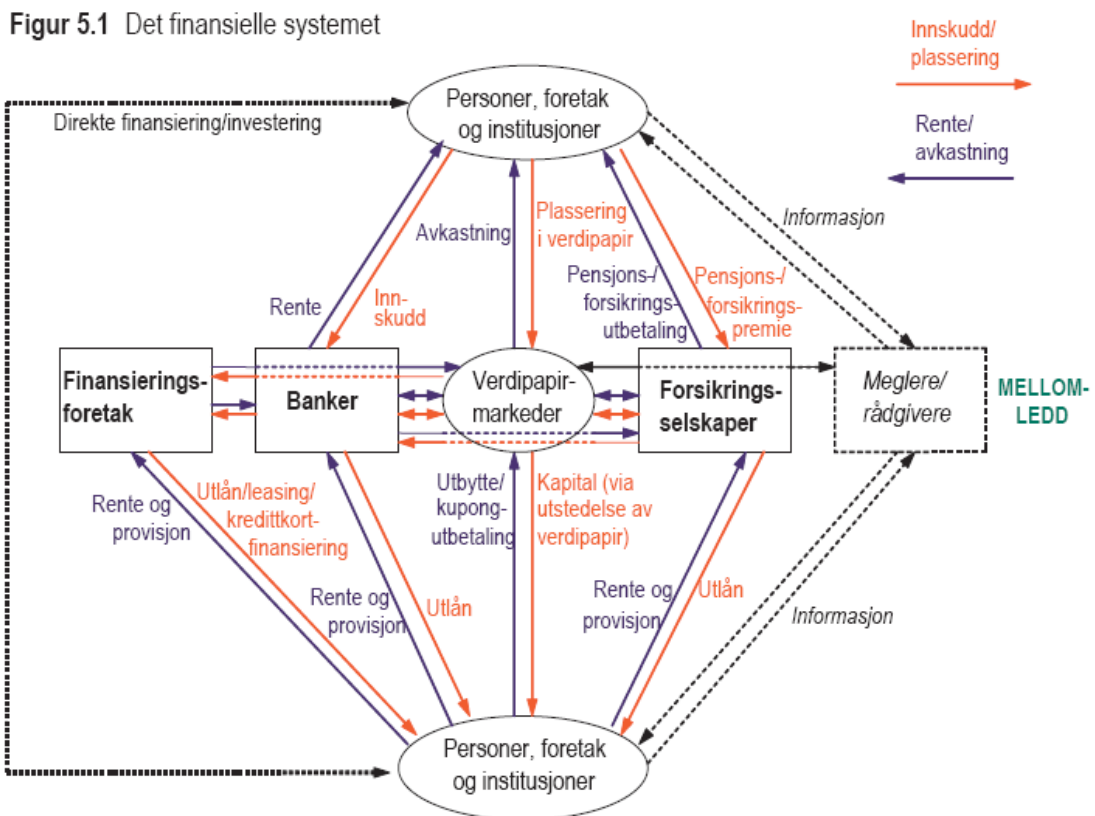 Figur 5.1 Det finansielle systemet
Innskudd/
plassering
Rente/
avkastning
Personer, foretak
og institusjoner
Direkte finansiering/investering
Informasjon
Avkastning
Plassering
i verdipapir
Rente
Inn-
skudd
Pensjons-/
forsikrings-
utbetaling
Pensjons-/
forsikrings-
premie
Finansierings-
foretak
Banker
Verdipapir-
markeder
Forsikrings-
selskaper
Meglere/
rådgivere
MELLOM-
LEDD
Rente og
provisjon
Utlån/leasing/
kredittkort-
finansiering
Rente og
provisjon
Utlån
Utbytte/
kupong-
utbetaling
Kapital (via
utstedelse av
verdipapir)
Rente og
provisjon
Utlån
Informasjon
Personer, foretak
og institusjoner